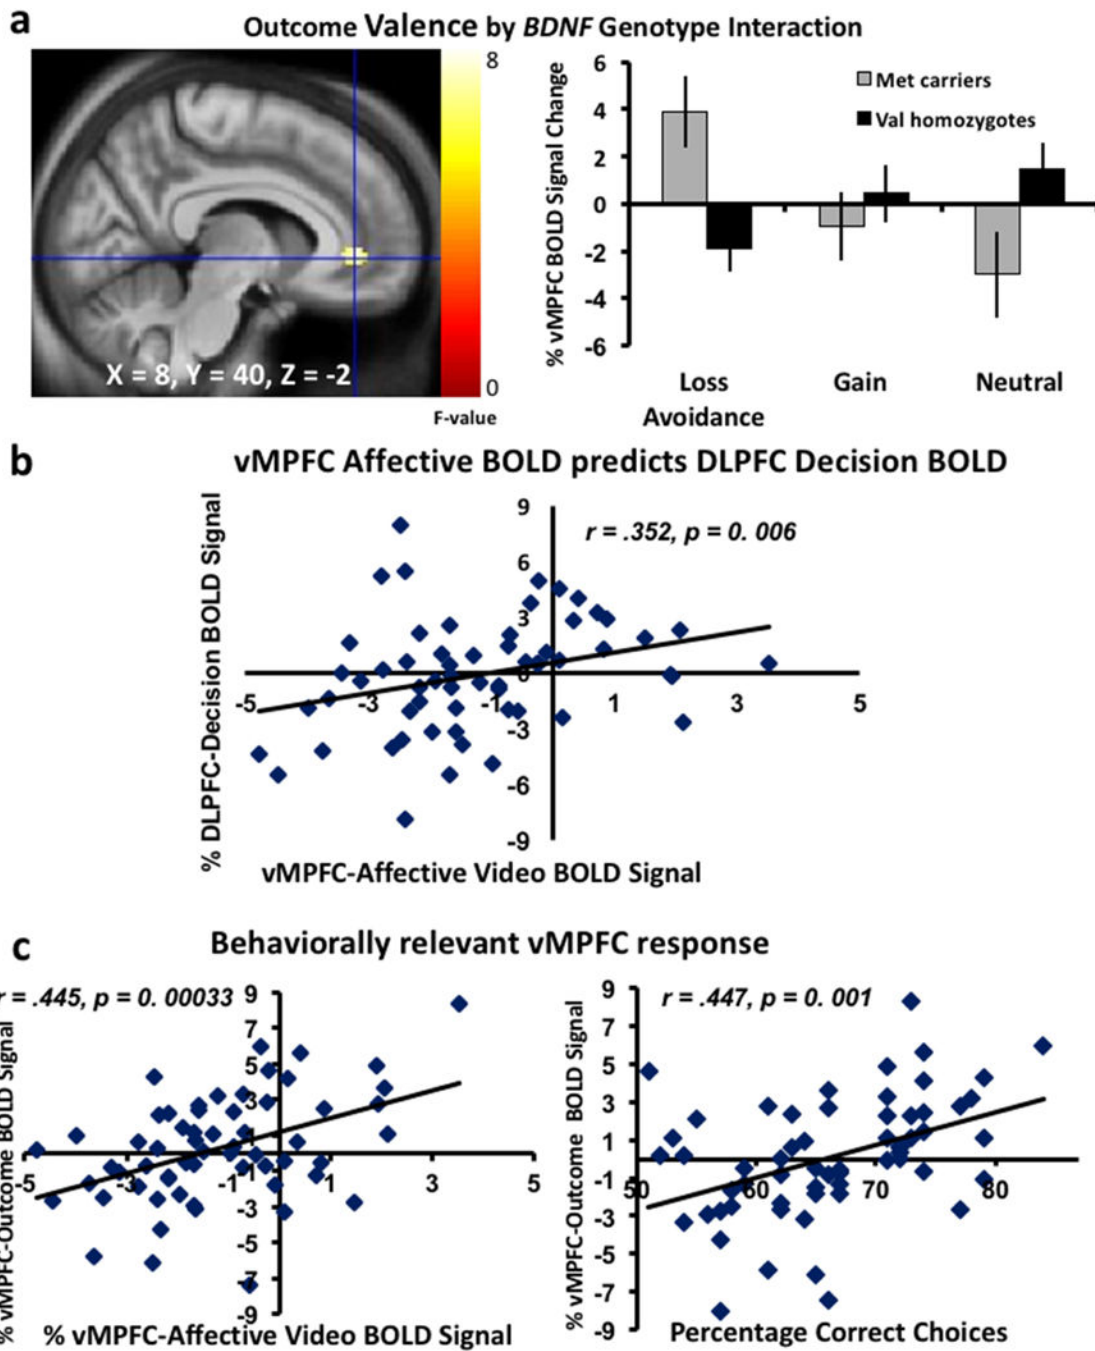 a
Outcome Valence by BDNF Genotype Interaction
8
0
F-value
X = 8, Y = 40, Z = -2
% vMPFC BOLD Signal Change
6
4
2
0
-2
-4
-6
Met carriers
Val homozygotes
Loss Avoidance
Gain
Neutral
b
vMPFC Affective BOLD predicts DLPFC Decision BOLD
r = .352, p = 0. 006
% DLPFC-Decision BOLD Signal
9
6
3
0
-3
-6
-9
-5
-3
-1
1
3
5
vMPFC-Affective Video BOLD Signal
c
Behaviorally relevant vMPFC response
r = .445, p = 0. 00033
% vMPFC-Outcome BOLD Signal
9
7
5
3
1
-1
-3
-5
-7
-9
-5
-3
-1
1
3
5
% vMPFC-Affective Video BOLD Signal
r = .447, p = 0. 001
% vMPFC-Outcome BOLD Signal
9
7
5
3
1
-1
-3
-5
-7
-9
50
60
70
80
Percentage Correct Choices